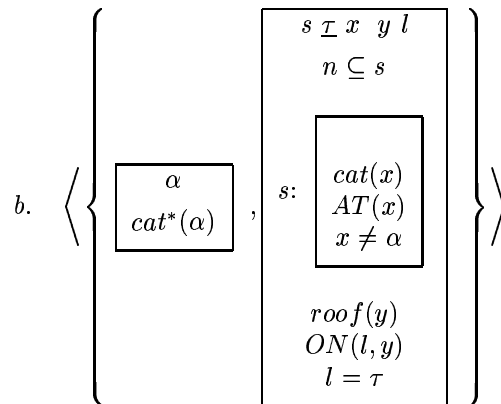 s τ x y l
n ⊆ s
b. ⟨ { α
cat*(α) , s: cat(x)
AT(x)
x ≠ α
roof(y)
ON(l, y)
l = τ } ⟩